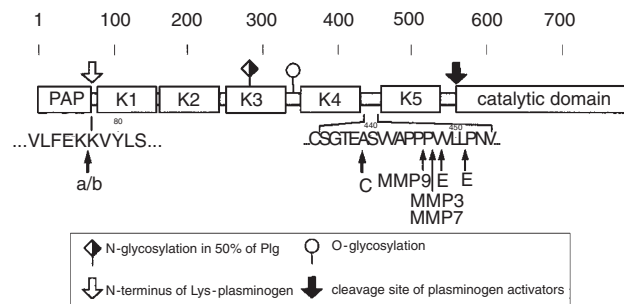 1 100 200 300 400 500 600 700
PAP K1 K2 K3 K4 K5 catalytic domain
80 440 450
...VLFEKKVYLS... ..CSGTEASVVAPPPVVLLPNV..
a/b C MMP9 E E
MMP3
MMP7
N-glycosylation in 50% of Plg O-glycosylation
N-terminus of Lys-plasminogen cleavage site of plasminogen activators